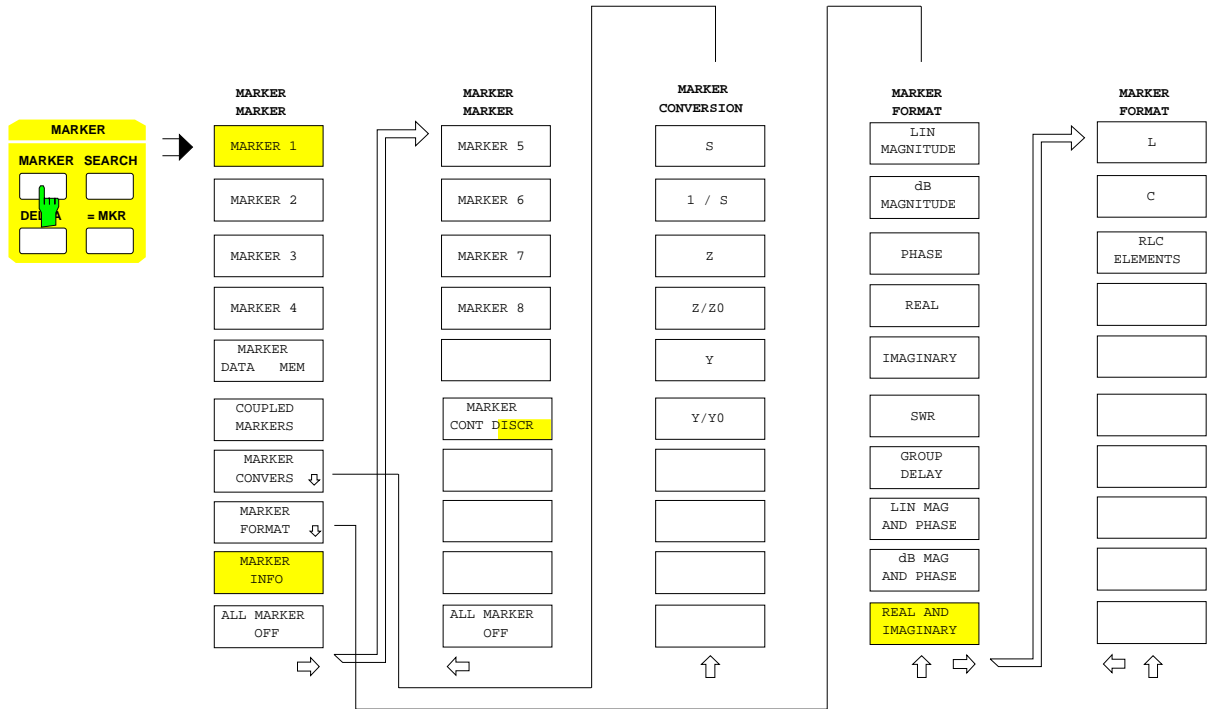 MARKER
MARKER SEARCH
DELTA = MKR
MARKER
MARKER
MARKER 1
MARKER 2
MARKER 3
MARKER 4
MARKER
DATA MEM
COUPLED
MARKERS
MARKER
CONVERS
MARKER
FORMAT
MARKER
INFO
ALL MARKER
OFF
MARKER
MARKER
MARKER 5
MARKER 6
MARKER 7
MARKER 8
MARKER
CONT DISCR
ALL MARKER
OFF
MARKER
CONVERSION
S
1 / S
Z
Z/Z0
Y
Y/Y0
MARKER
FORMAT
LIN
MAGNITUDE
dB
MAGNITUDE
PHASE
REAL
IMAGINARY
SWR
GROUP
DELAY
LIN MAG
AND PHASE
dB MAG
AND PHASE
REAL AND
IMAGINARY
MARKER
FORMAT
L
C
RLC
ELEMENTS